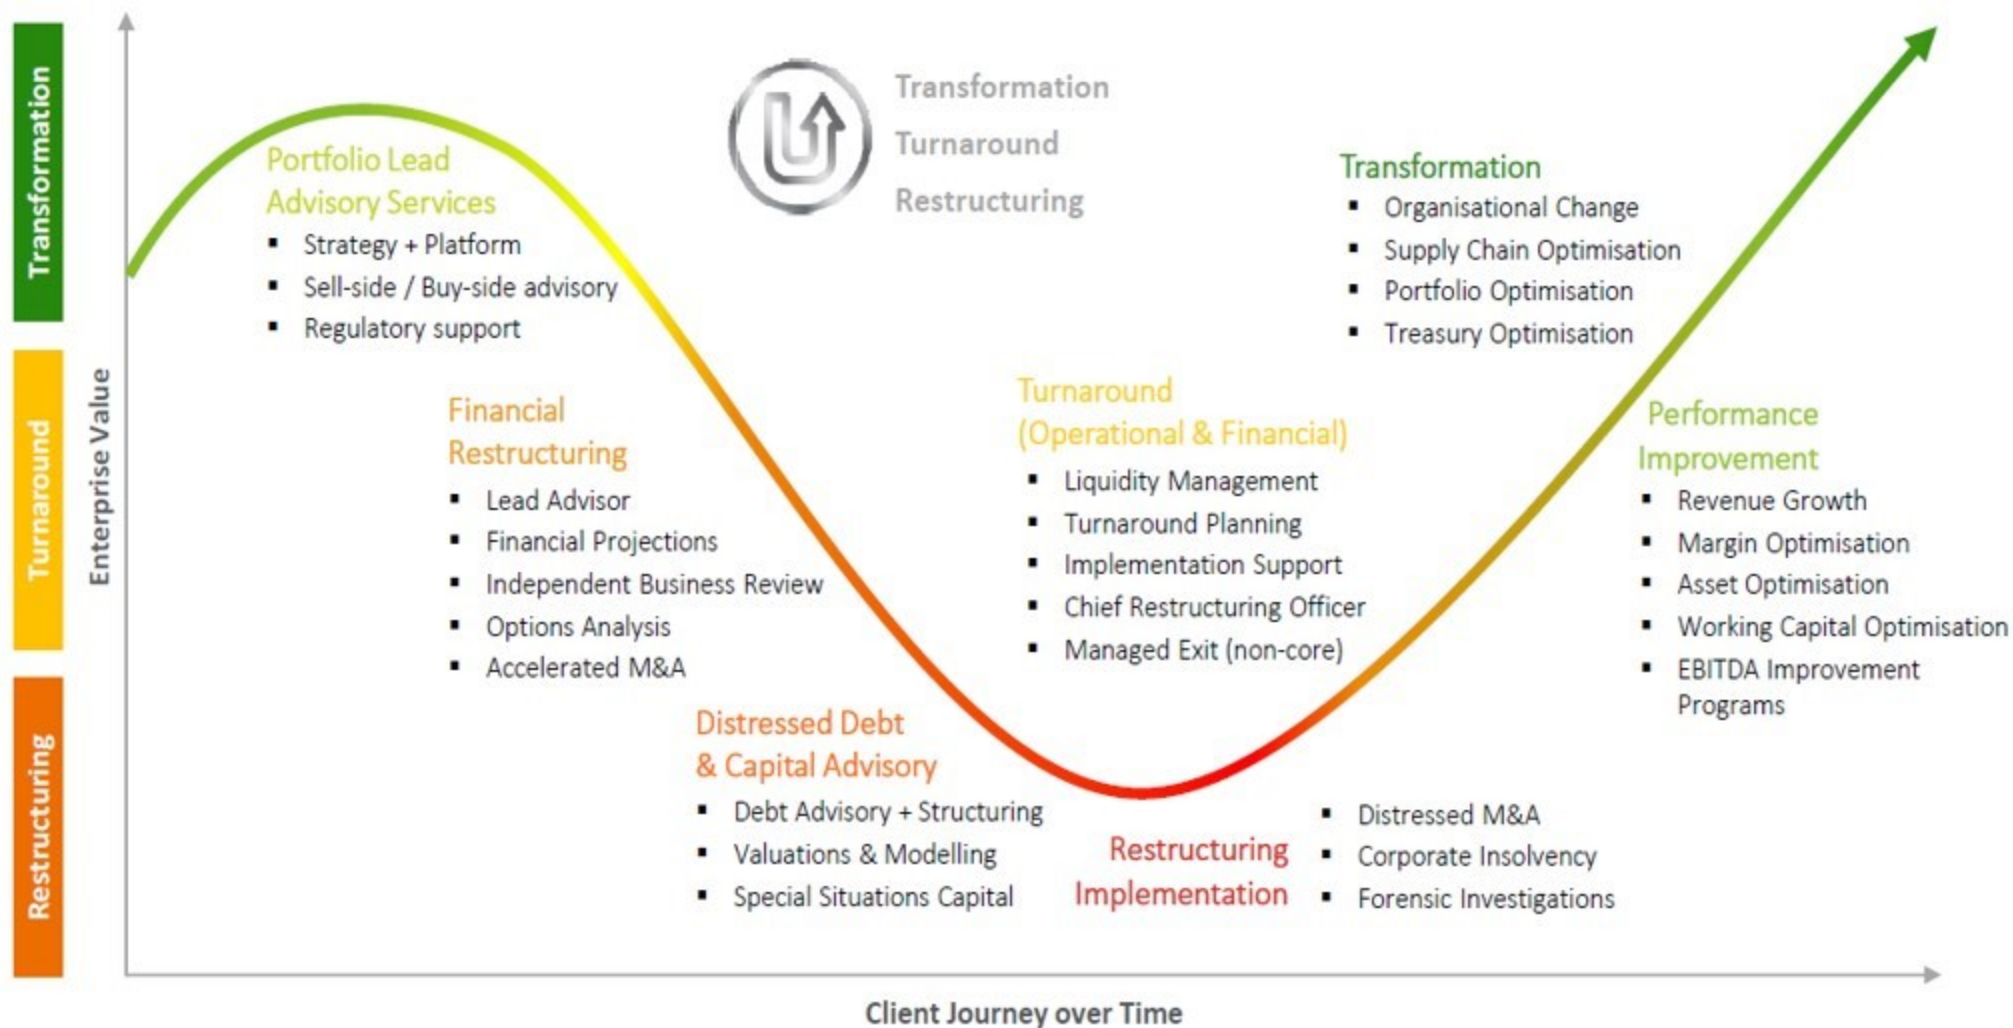 Transformation
Turnaround
Restructuring
Enterprise Value
Transformation
Turnaround
Restructuring
Portfolio Lead
Advisory Services
▪ Strategy + Platform
▪ Sell-side / Buy-side advisory
▪ Regulatory support
Financial
Restructuring
▪ Lead Advisor
▪ Financial Projections
▪ Independent Business Review
▪ Options Analysis
▪ Accelerated M&A
Distressed Debt
& Capital Advisory
▪ Debt Advisory + Structuring
▪ Valuations & Modelling
▪ Special Situations Capital
Restructuring
Implementation
▪ Distressed M&A
▪ Corporate Insolvency
▪ Forensic Investigations
Turnaround
(Operational & Financial)
▪ Liquidity Management
▪ Turnaround Planning
▪ Implementation Support
▪ Chief Restructuring Officer
▪ Managed Exit (non-core)
Transformation
▪ Organisational Change
▪ Supply Chain Optimisation
▪ Portfolio Optimisation
▪ Treasury Optimisation
Performance
Improvement
▪ Revenue Growth
▪ Margin Optimisation
▪ Asset Optimisation
▪ Working Capital Optimisation
▪ EBITDA Improvement
Programs
Client Journey over Time